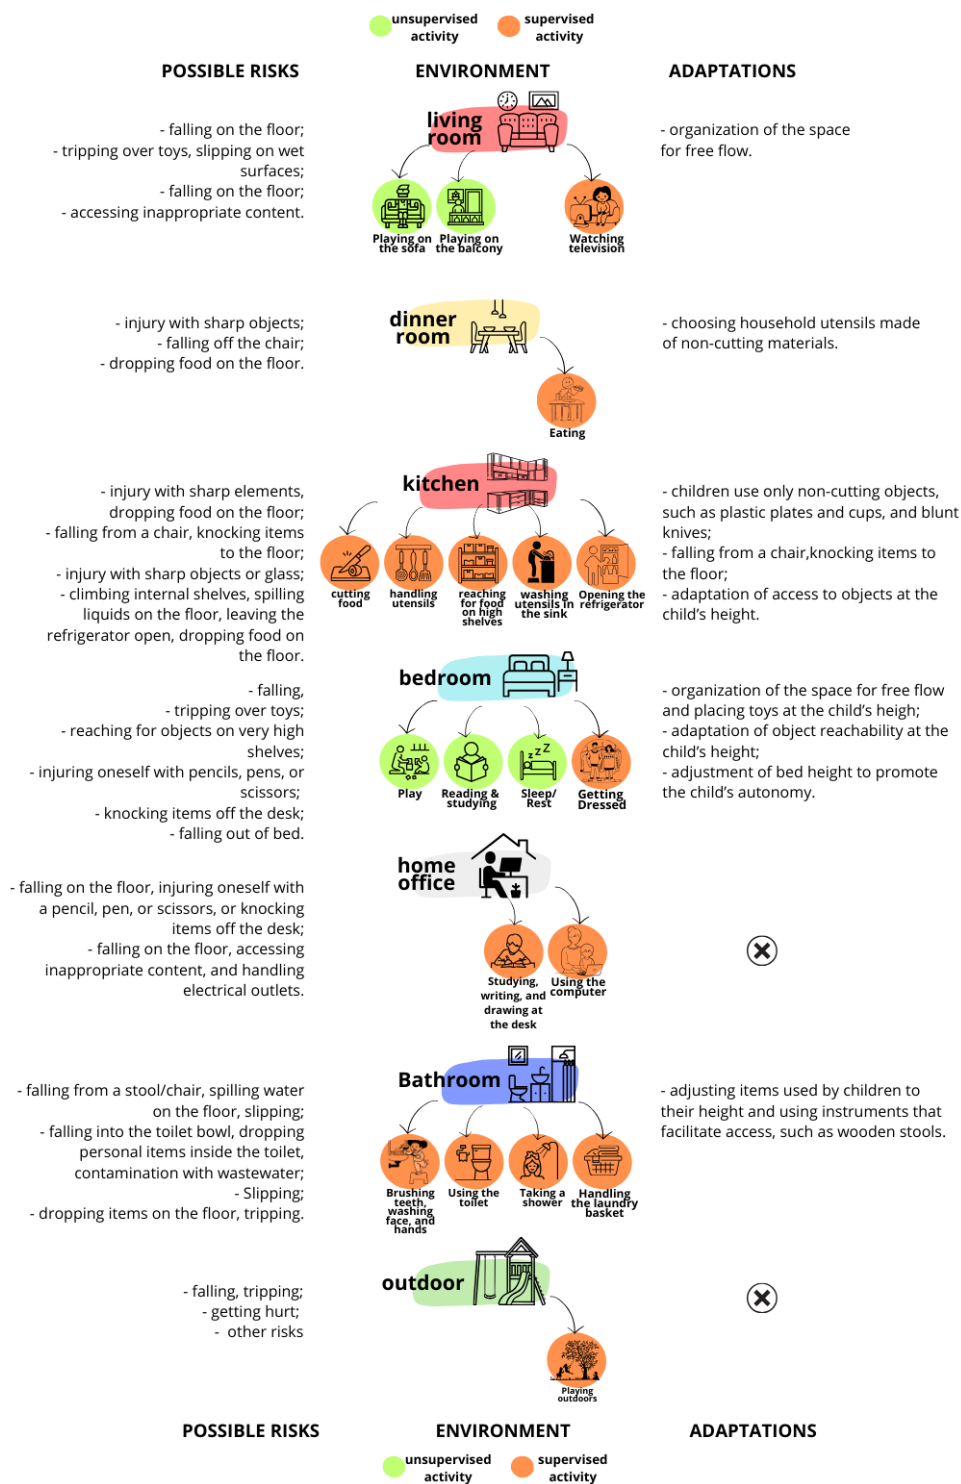 unsupervised
activity
supervised
activity
POSSIBLE RISKS
ENVIRONMENT
ADAPTATIONS
- falling on the floor;
- tripping over toys, slipping on wet
surfaces;
- falling on the floor;
- accessing inappropriate content.
living
room
- organization of the space
for free flow.
Playing on
the sofa
Playing on
the balcony
Watching
television
- injury with sharp objects;
- falling off the chair;
- dropping food on the floor.
dinner
room
- choosing household utensils made
of non-cutting materials.
Eating
- injury with sharp elements,
dropping food on the floor;
- falling from a chair, knocking items
to the floor;
- injury with sharp objects or glass;
- climbing internal shelves, spilling
liquids on the floor, leaving the
refrigerator open, dropping food on
the floor.
kitchen
- children use only non-cutting objects,
such as plastic plates and cups, and blunt
knives;
- falling from a chair,knocking items to
the floor;
- adaptation of access to objects at the
child's height.
cutting
food
handling
utensils
reaching
for food
on high
shelves
washing
utensils in
the sink
Opening the
refrigerator
- falling,
- tripping over toys;
- reaching for objects on very high
shelves;
- injuring oneself with pencils, pens, or
scissors;
- knocking items off the desk;
- falling out of bed.
bedroom
- organization of the space for free flow
and placing toys at the child's heigh;
- adaptation of object reachability at the
child's height;
- adjustment of bed height to promote
the child's autonomy.
z z Z
Play
Reading &
studying
Sleep/
Rest
Getting
Dressed
- falling on the floor, injuring oneself with
a pencil, pen, or scissors, or knocking
items off the desk;
- falling on the floor, accessing
inappropriate content, and handling
electrical outlets.
home
office
Studying,
writing, and
drawing at
the desk
Using the
computer
- falling from a stool/chair, spilling water
on the floor, slipping;
- falling into the toilet bowl, dropping
personal items inside the toilet,
contamination with wastewater;
- Slipping;
- dropping items on the floor, tripping.
Bathroom
- adjusting items used by children to
their height and using instruments that
facilitate access, such as wooden stools.
Brushing
teeth,
washing
face, and
hands
Using the
toilet
Taking a
shower
Handling
the laundry
basket
- falling, tripping;
- getting hurt;
- other risks
outdoor
Playing
outdoors
POSSIBLE RISKS
ENVIRONMENT
ADAPTATIONS
unsupervised
activity
supervised
activity